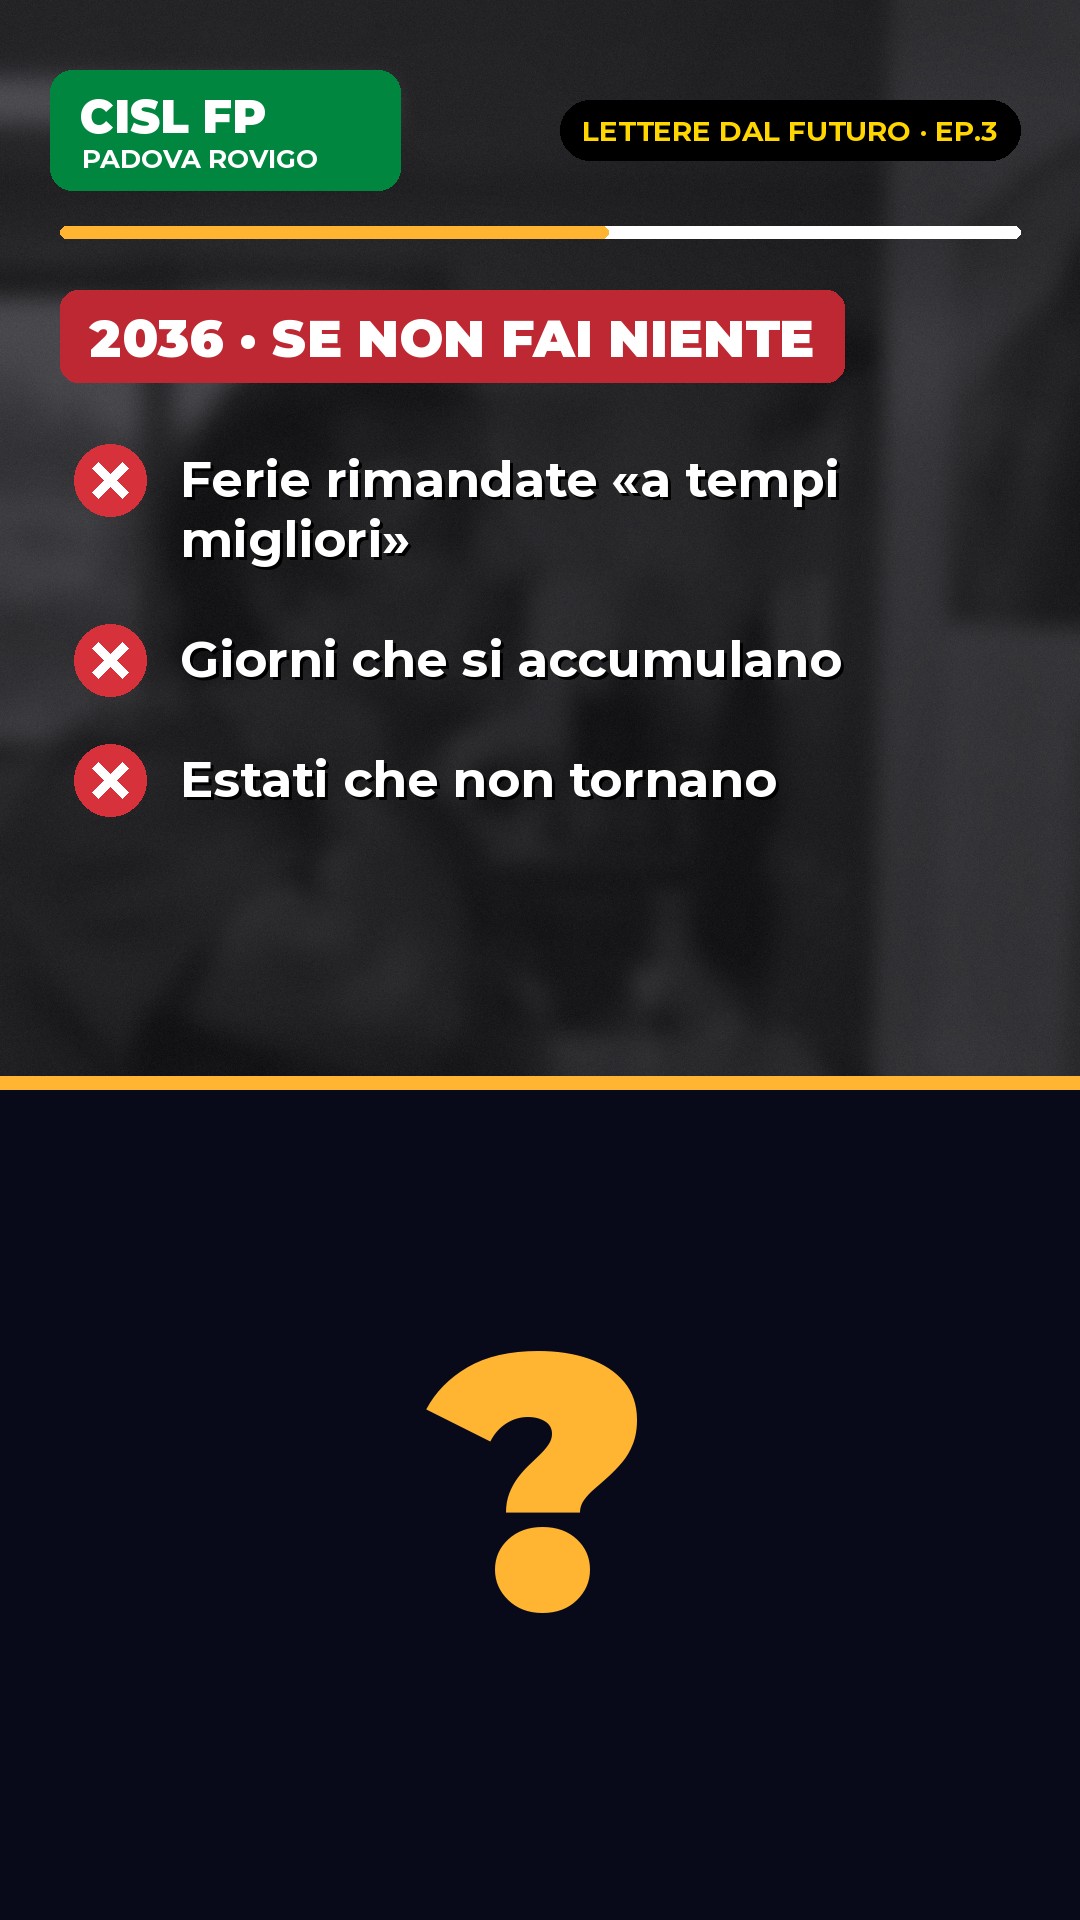 CISL FP
PADOVA ROVIGO
LETTERE DAL FUTURO · EP.3
2036 • SE NON FAI NIENTE
Ferie rimandate «a tempi
migliori»
Giorni che si accumulano
Estati che non tornano
?